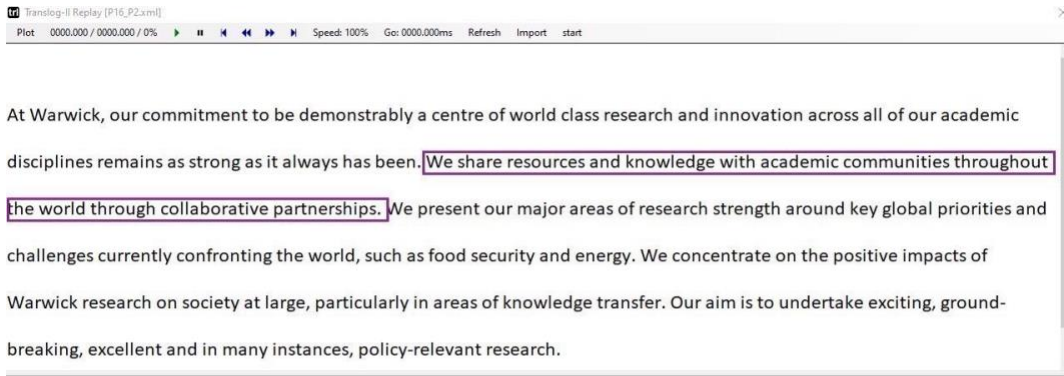 trl Translog-II Replay [P16_P2.xml]
Plot 0000.000 / 0000.000 / 0% Speed: 100% Go: 0000.000ms Refresh Import start
At Warwick, our commitment to be demonstrably a centre of world class research and innovation across all of our academic
disciplines remains as strong as it always has been. We share resources and knowledge with academic communities throughout
the world through collaborative partnerships. We present our major areas of research strength around key global priorities and
challenges currently confronting the world, such as food security and energy. We concentrate on the positive impacts of
Warwick research on society at large, particularly in areas of knowledge transfer. Our aim is to undertake exciting, ground-
breaking, excellent and in many instances, policy-relevant research.